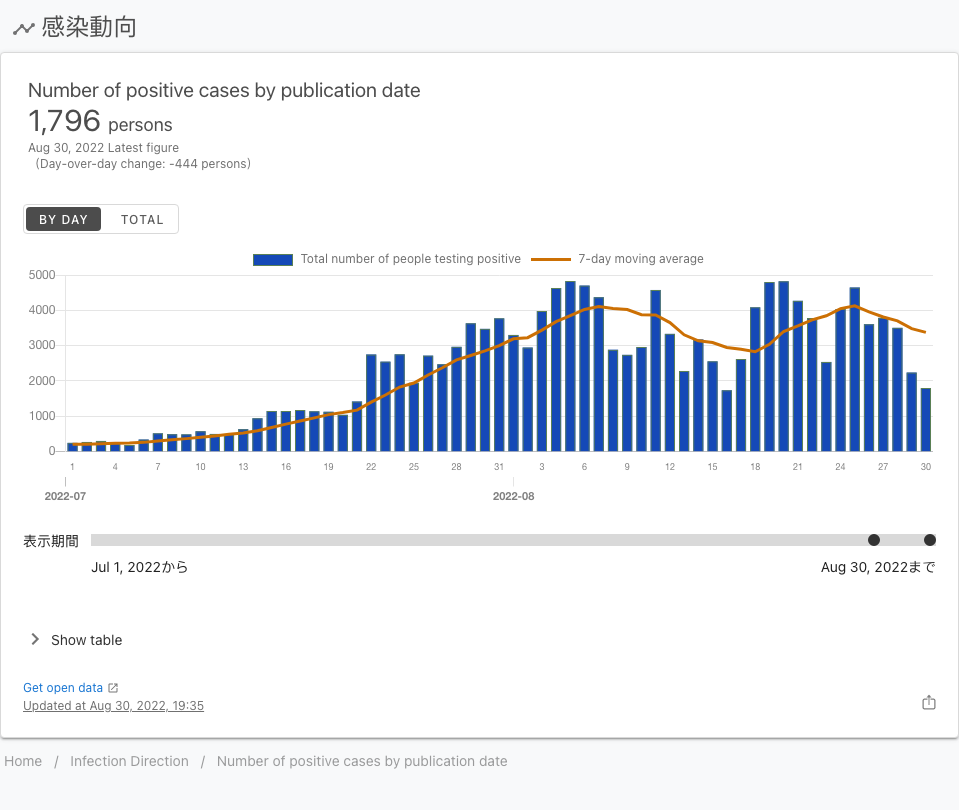 感染動向
Number of positive cases by publication date
1,796 persons
Aug 30, 2022 Latest figure
(Day-over-day change: -444 persons)
BY DAY TOTAL
Total number of people testing positive 7-day moving average
5000
4000
3000
2000
1000
0
1 4 7 10 13 16 19 22 25 28 31 3 6 9 12 15 18 21 24 27 30
2022-07 2022-08
表示期間
Jul 1, 2022から Aug 30, 2022まで
Show table
Get open data
Updated at Aug 30, 2022, 19:35
Home / Infection Direction / Number of positive cases by publication date